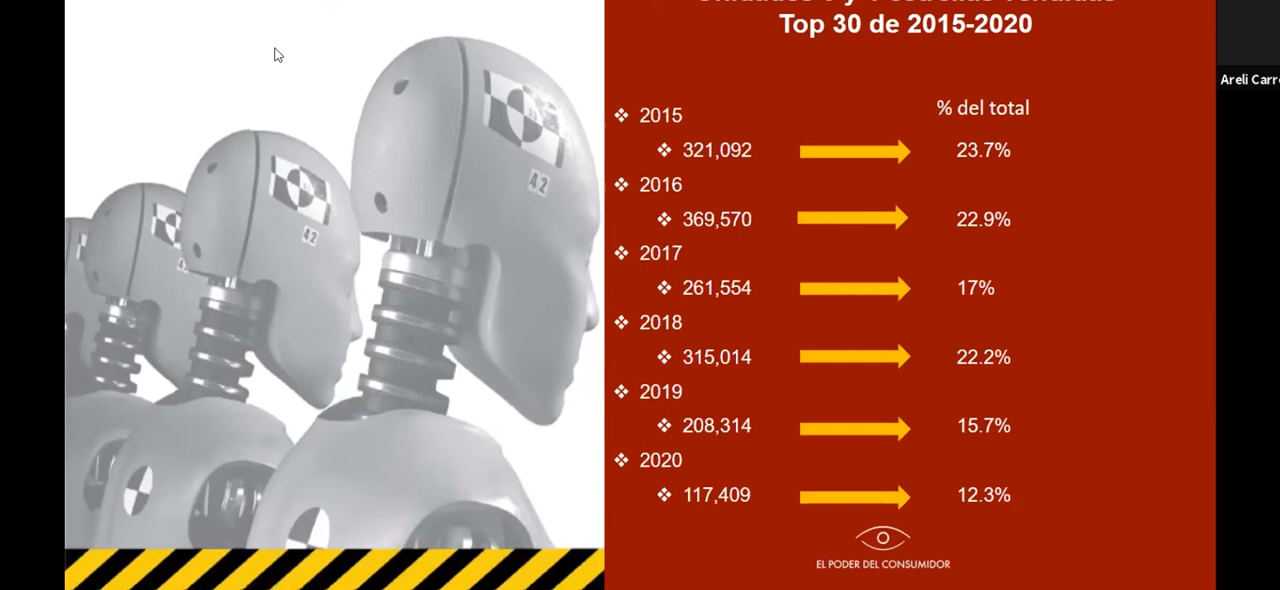 Top 30 de 2015-2020
% del total
❖ 2015
❖ 321,092 23.7%
❖ 2016
❖ 369,570 22.9%
❖ 2017
❖ 261,554 17%
❖ 2018
❖ 315,014 22.2%
❖ 2019
❖ 208,314 15.7%
❖ 2020
❖ 117,409 12.3%
EL PODER DEL CONSUMIDOR
42
42
Areli Carr